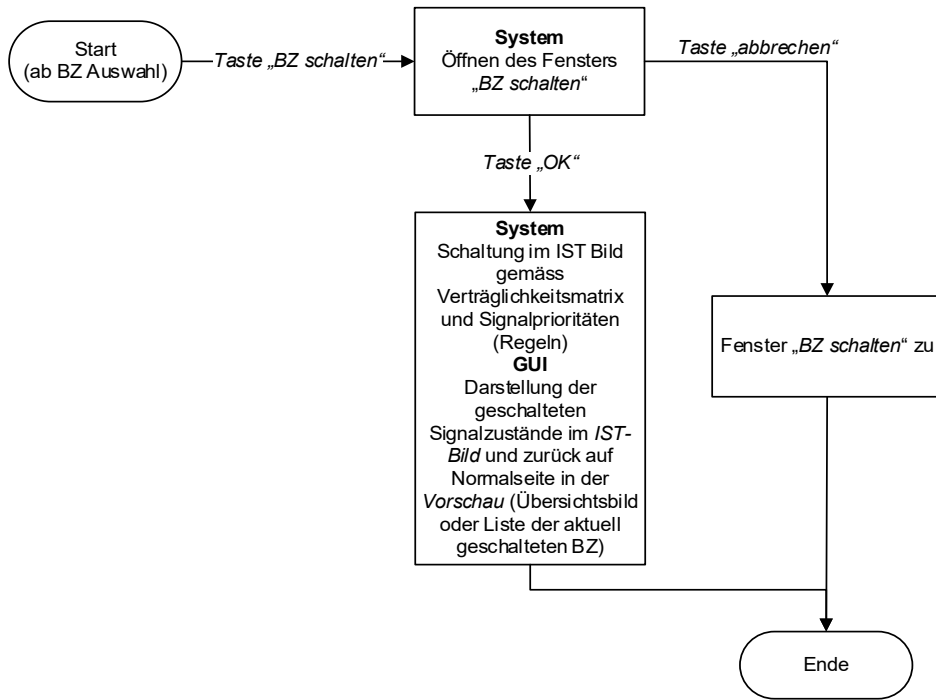 Start
(ab BZ Auswahl)
Taste „BZ schalten“
System
Öffnen des Fensters
„BZ schalten“
Taste „abbrechen“
Taste „OK“
System
Schaltung im IST Bild
gemäss
Verträglichkeitsmatrix
und Signalprioritäten
(Regeln)
GUI
Darstellung der
geschalteten
Signalzustände im IST-
Bild und zurück auf
Normalseite in der
Vorschau (Übersichtsbild
oder Liste der aktuell
geschalteten BZ)
Fenster „BZ schalten“ zu
Ende